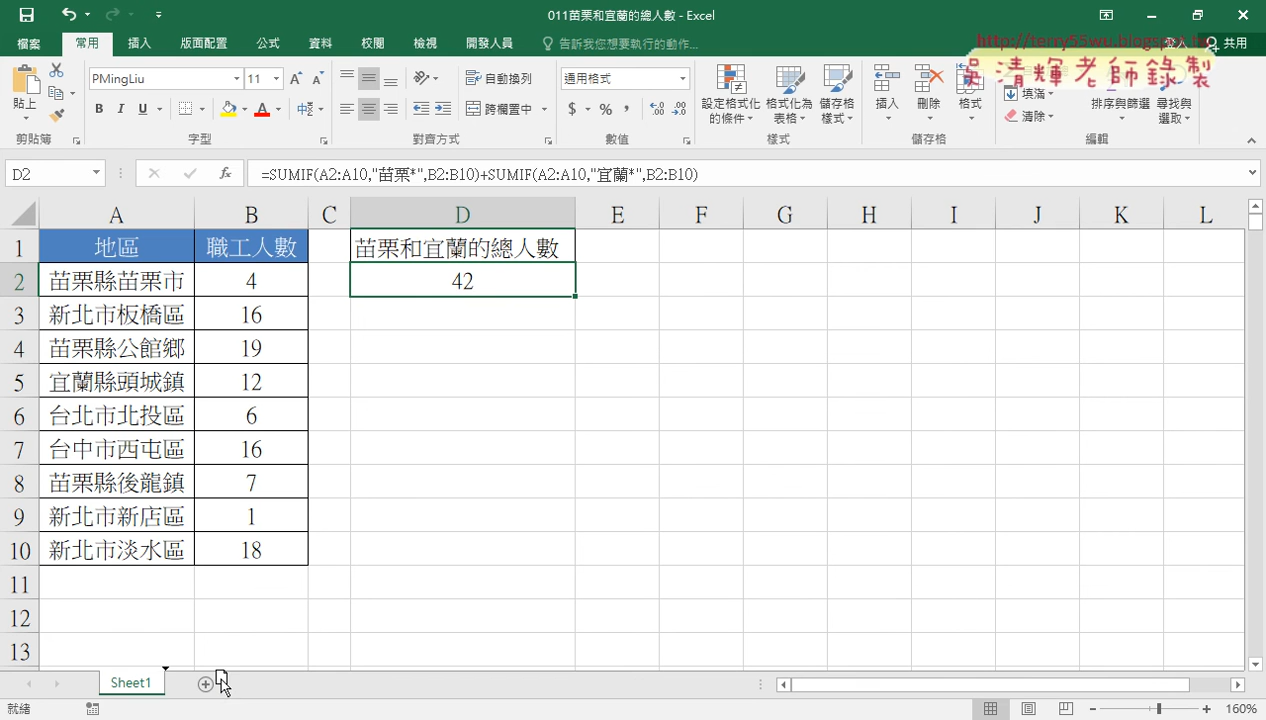 011苗栗和宜蘭的總人數 - Excel
檔案 常用 插入 版面配置 公式 資料 校閱 檢視 開發人員 告訴我您想要執行的動作... 登入 共用
http://terry55wu.blogspot.tw
吳清輝老師錄製
PMingLiu 11 自動換列 通用格式
貼上 B I U 跨欄置中 $ % 設定格式化的條件 格式化為表格 儲存格樣式 插入 刪除 格式 填滿 清除 排序與篩選 尋找與選取
剪貼簿 字型 對齊方式 數值 樣式 儲存格 編輯
D2 fx =SUMIF(A2:A10,"苗栗*",B2:B10)+SUMIF(A2:A10,"宜蘭*",B2:B10)
A B C D E F G H I J K L
1 地區 職工人數 苗栗和宜蘭的總人數
2 苗栗縣苗栗市 4 42
3 新北市板橋區 16
4 苗栗縣公館鄉 19
5 宜蘭縣頭城鎮 12
6 台北市北投區 6
7 台中市西屯區 16
8 苗栗縣後龍鎮 7
9 新北市新店區 1
10 新北市淡水區 18
11
12
13
Sheet1
就緒 160%